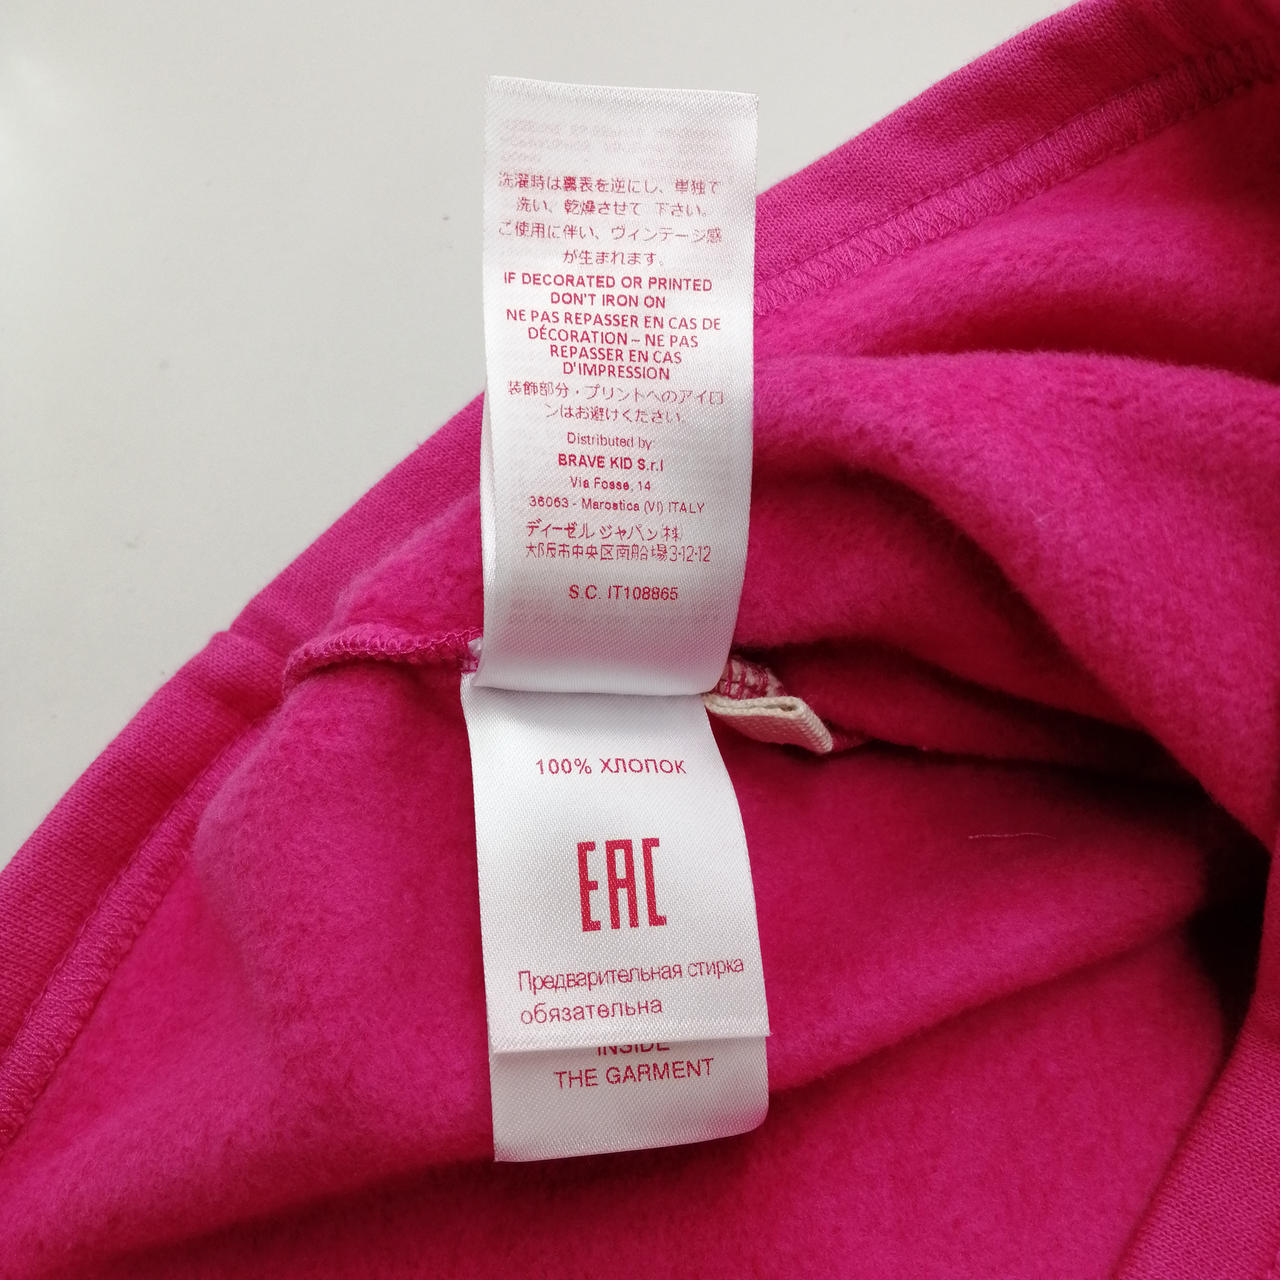 洗濯時は裏表を逆にし、単独で
洗い、乾燥させて 下さい。
ご使用に伴い、ヴィンテージ感
が生まれます。
IF DECORATED OR PRINTED
DON'T IRON ON
NE PAS REPASSER EN CAS DE
DÉCORATION – NE PAS
REPASSER EN CAS
D'IMPRESSION
装飾部分・プリントへのアイロ
ンはお避けください。
Distributed by:
BRAVE KID S.r.l
Via Fosse, 14
36063 - Marostica (VI) ITALY
ディーゼル ジャパン(株)
大阪市中央区南船場3-12-12
S.C. IT108865
100% ХЛОПОК
EAC
Предварительная стирка
обязательна
INSIDE
THE GARMENT